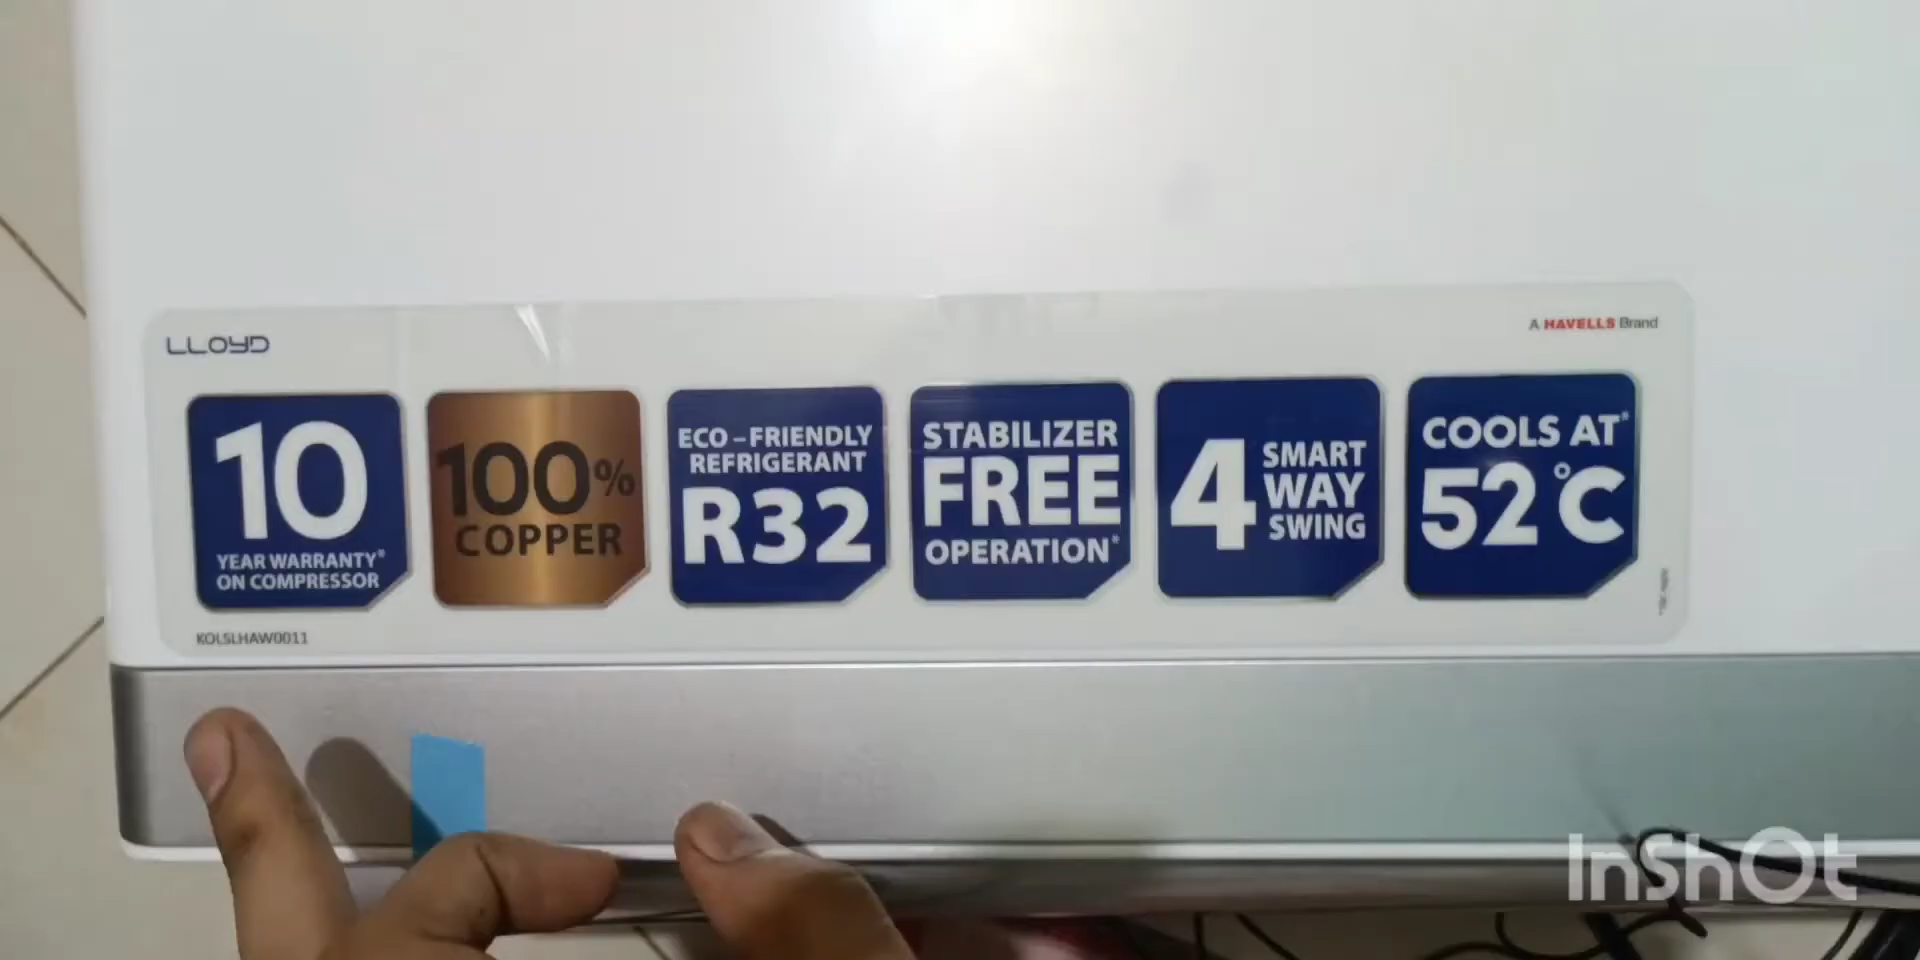 LLOYD
A HAVELLS Brand
10
YEAR WARRANTY*
ON COMPRESSOR
100%
COPPER
ECO-FRIENDLY
REFRIGERANT
R32
STABILIZER
FREE
OPERATION*
4 SMART
WAY
SWING
COOLS AT*
52°C
KOLSLHAW0011
InShOt